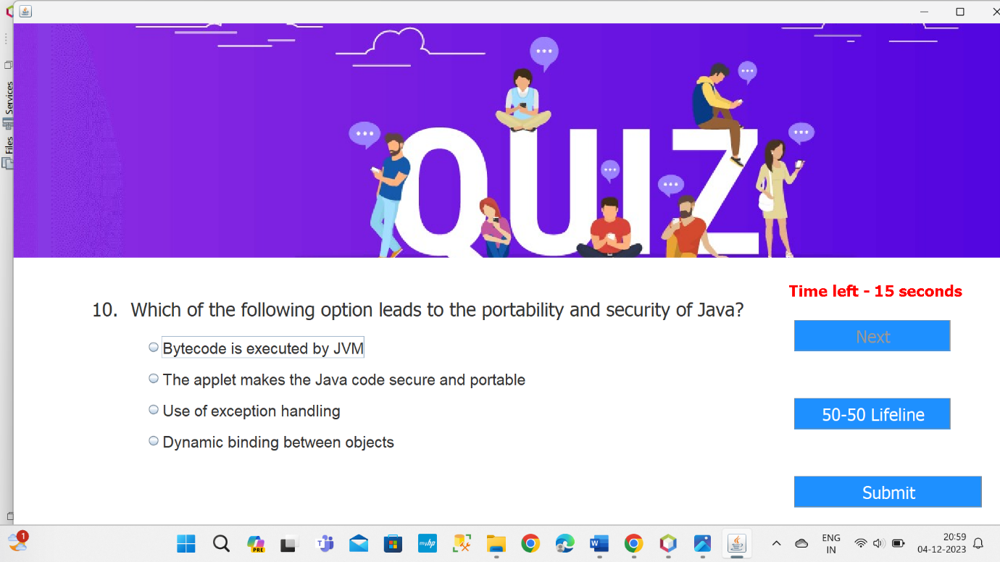 Services
Files
QUIZ
Time left - 15 seconds
10. Which of the following option leads to the portability and security of Java?
Bytecode is executed by JVM
The applet makes the Java code secure and portable
Use of exception handling
Dynamic binding between objects
Next
50-50 Lifeline
Submit
1
PRE
T
myhp
W
ENG
IN
20:59
04-12-2023